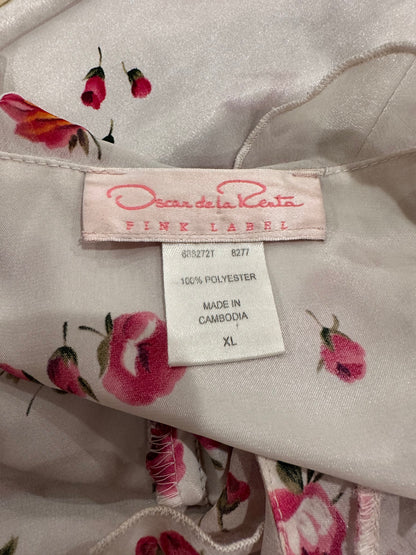 Oscar de la Renta
PINK LABEL
688272T 8277
100% POLYESTER
MADE IN
CAMBODIA
XL